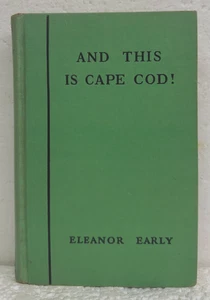 AND THIS
IS CAPE COD!
ELEANOR EARLY